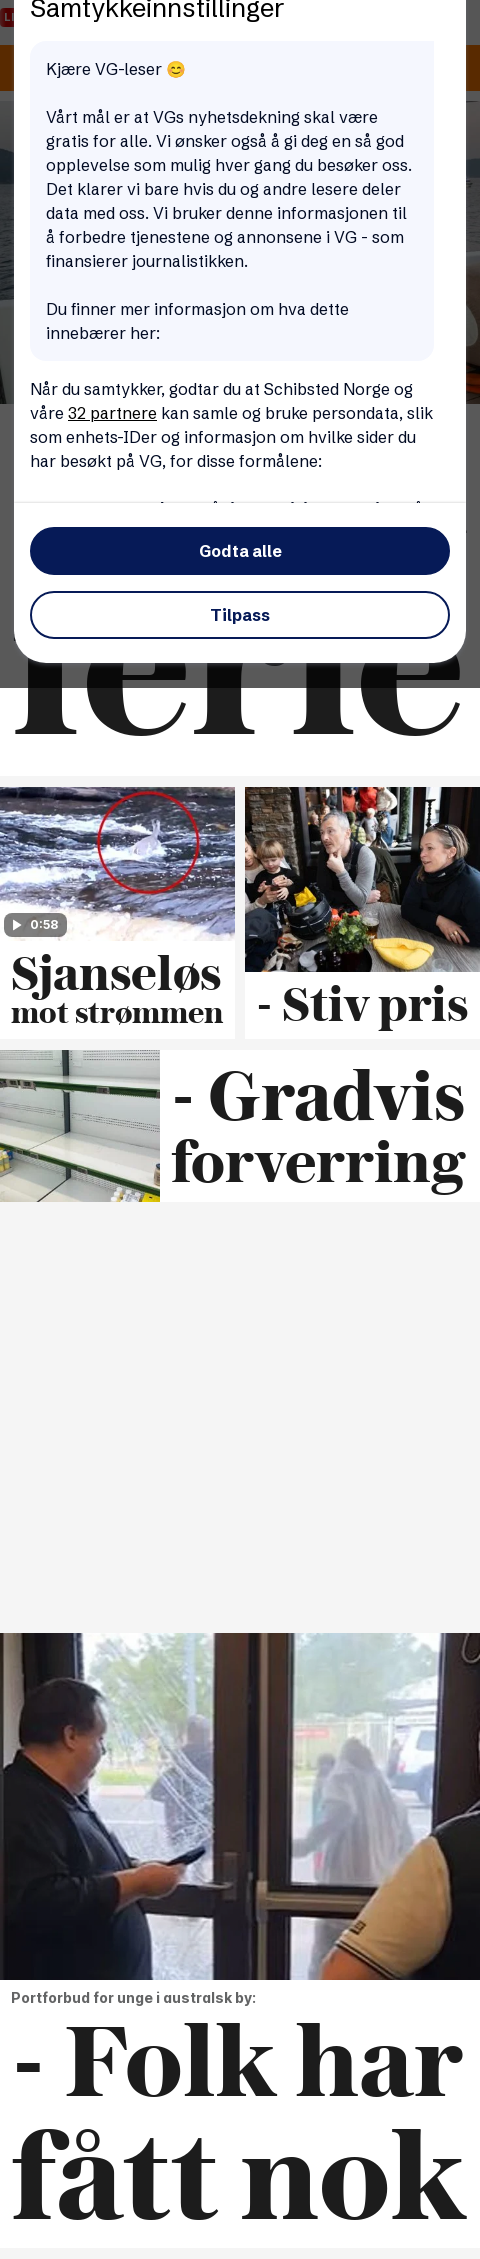 Samtykkeinnstillinger
Kjære VG-leser 😊
Vårt mål er at VGs nyhetsdekning skal være
gratis for alle. Vi ønsker også å gi deg en så god
opplevelse som mulig hver gang du besøker oss.
Det klarer vi bare hvis du og andre lesere deler
data med oss. Vi bruker denne informasjonen til
å forbedre tjenestene og annonsene i VG - som
finansierer journalistikken.
Du finner mer informasjon om hva dette
innebærer her:
Når du samtykker, godtar du at Schibsted Norge og
våre 32 partnere kan samle og bruke persondata, slik
som enhets-IDer og informasjon om hvilke sider du
har besøkt på VG, for disse formålene:
Godta alle
Tilpass
ferie
0:58
Sjanseløs
mot strømmen
- Stiv pris
- Gradvis
forverring
Portforbud for unge i australsk by:
- Folk har
fått nok